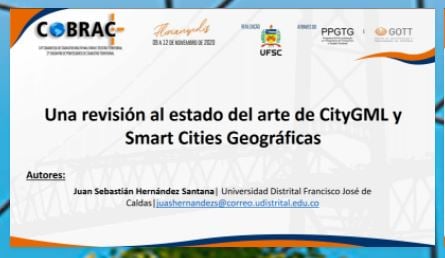 COBRAC
Florianópolis
09 A 12 DE NOVEMBRO DE 2020
REALIZAÇÃO
UFSC
PPGTG
GOTT
Una revisión al estado del arte de CityGML y
Smart Cities Geográficas
Autores:
Juan Sebastián Hernández Santana| Universidad Distrital Francisco José de
Caldas|juashernandezs@correo.udistrital.edu.co